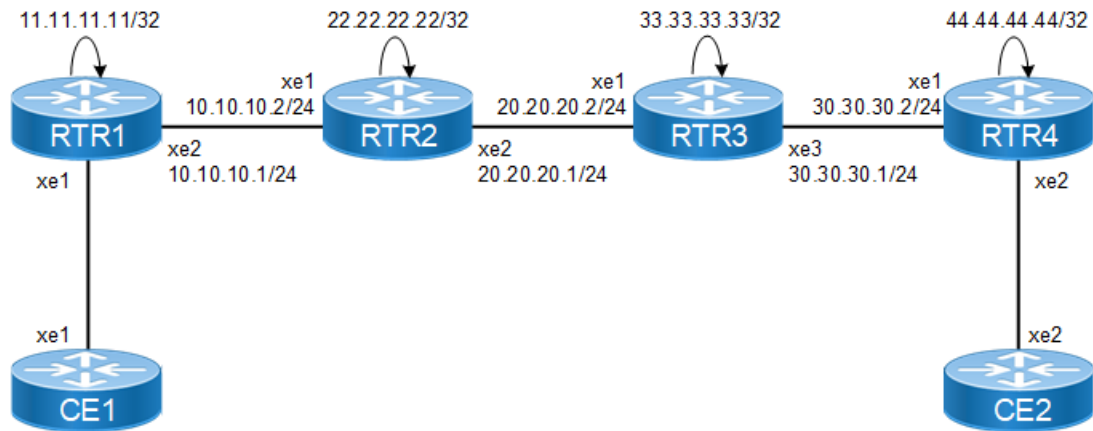 11.11.11.11/32
22.22.22.22/32
33.33.33.33/32
44.44.44.44/32
xe1
xe1
xe1
10.10.10.2/24
20.20.20.2/24
30.30.30.2/24
RTR1
RTR2
RTR3
RTR4
xe2
xe2
xe3
10.10.10.1/24
20.20.20.1/24
30.30.30.1/24
xe1
xe2
xe1
xe2
CE1
CE2